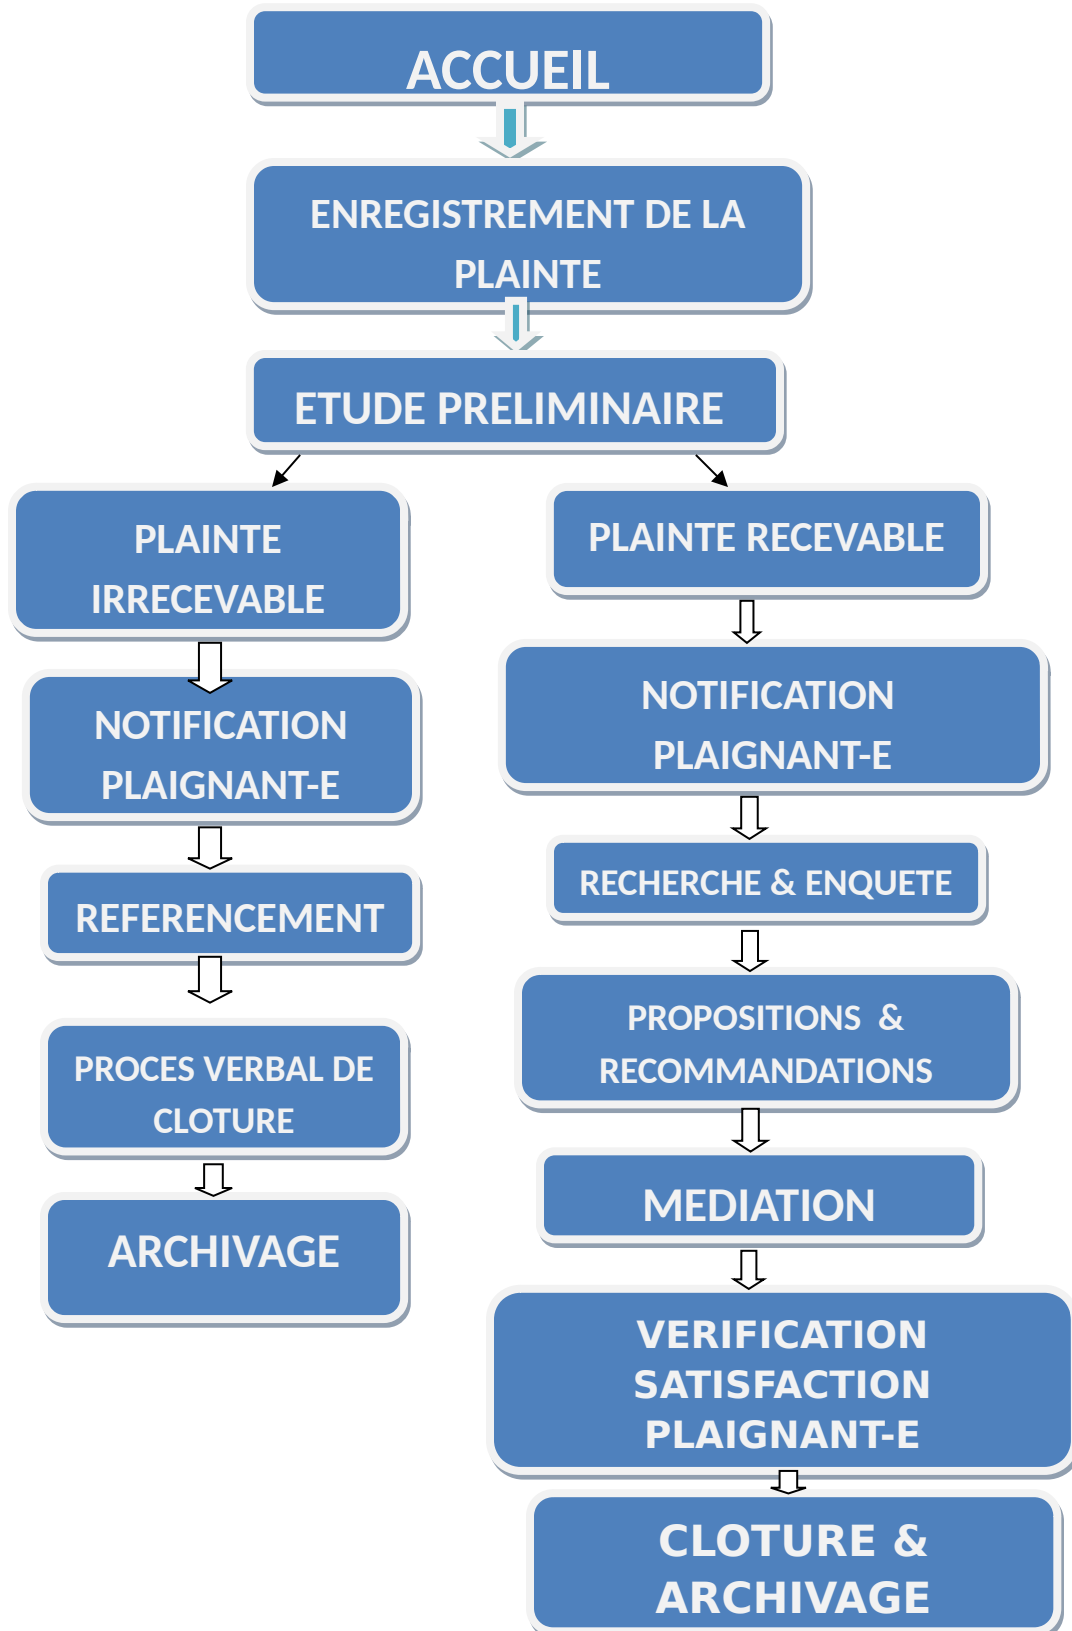 ACCUEIL
ENREGISTREMENT DE LA
PLAINTE
ETUDE PRELIMINAIRE
PLAINTE
IRRECEVABLE
NOTIFICATION
PLAIGNANT-E
REFERENCEMENT
PROCES VERBAL DE
CLOTURE
ARCHIVAGE
PLAINTE RECEVABLE
NOTIFICATION
PLAIGNANT-E
RECHERCHE & ENQUETE
PROPOSITIONS &
RECOMMANDATIONS
MEDIATION
VERIFICATION
SATISFACTION
PLAIGNANT-E
CLOTURE &
ARCHIVAGE